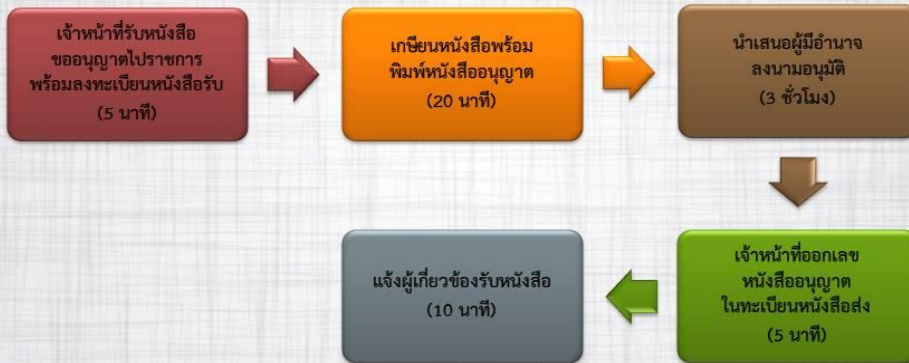 เจ้าหน้าที่รับหนังสือ
ขออนุญาตไปราชการ
พร้อมลงทะเบียนหนังสือรับ
(5 นาที)
เกษียนหนังสือพร้อม
พิมพ์หนังสืออนุญาต
(20 นาที)
นำเสนอผู้มีอำนาจ
ลงนามอนุมัติ
(3 ชั่วโมง)
เจ้าหน้าที่ออกเลข
หนังสืออนุญาต
ในทะเบียนหนังสือส่ง
(5 นาที)
แจ้งผู้เกี่ยวข้องรับหนังสือ
(10 นาที)